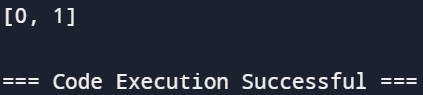 [0, 1]
=== Code Execution Successful ===